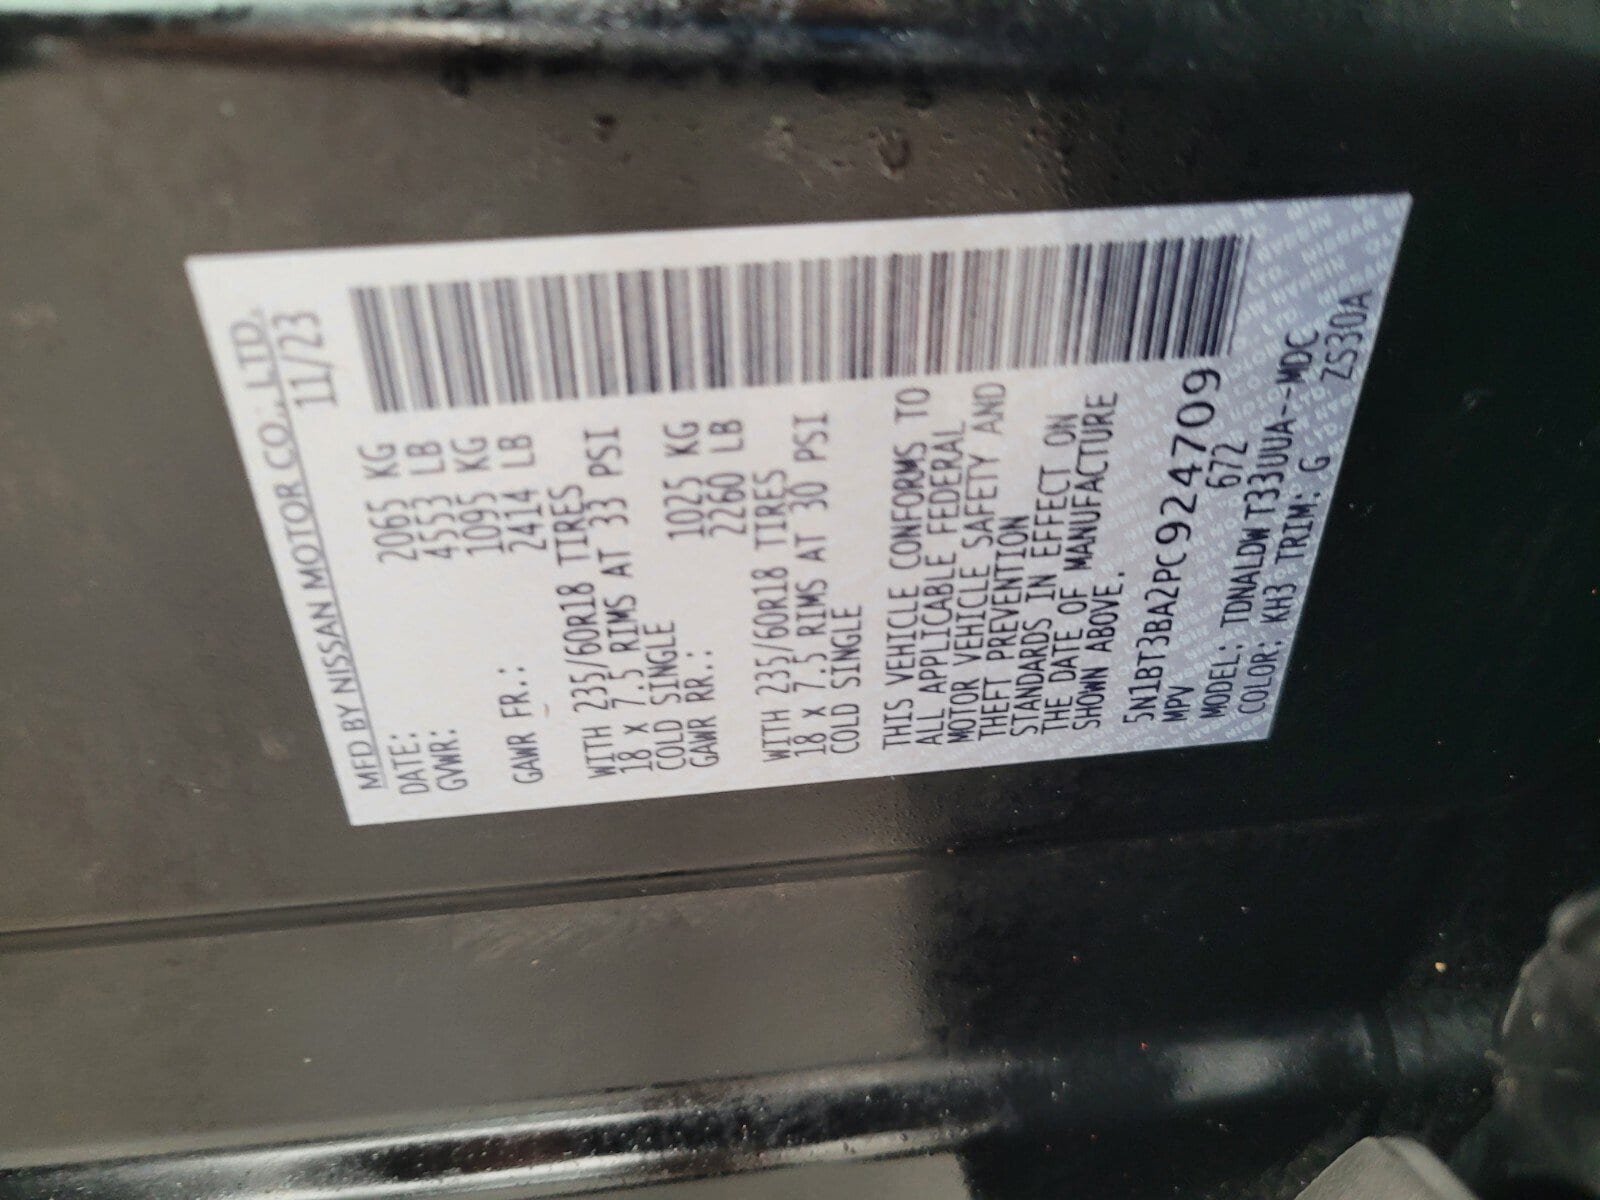 MFD BY NISSAN MOTOR CO., LTD.
DATE: 11/23
GVWR: 2065 KG
4553 LB
1095 KG
GAWR FR.: 2414 LB
WITH 235/60R18 TIRES
18 x 7.5 RIMS AT 33 PSI
COLD SINGLE
GAWR RR.: 1025 KG
2260 LB
WITH 235/60R18 TIRES
18 x 7.5 RIMS AT 30 PSI
COLD SINGLE
THIS VEHICLE CONFORMS TO
ALL APPLICABLE FEDERAL
MOTOR VEHICLE SAFETY AND
THEFT PREVENTION
STANDARDS IN EFFECT ON
THE DATE OF MANUFACTURE
SHOWN ABOVE.
5N1BT3BA2PC924709
MPV 672
MODEL: TDNALDWT33UUA--MDC
COLOR: KH3 TRIM: G ZS30A